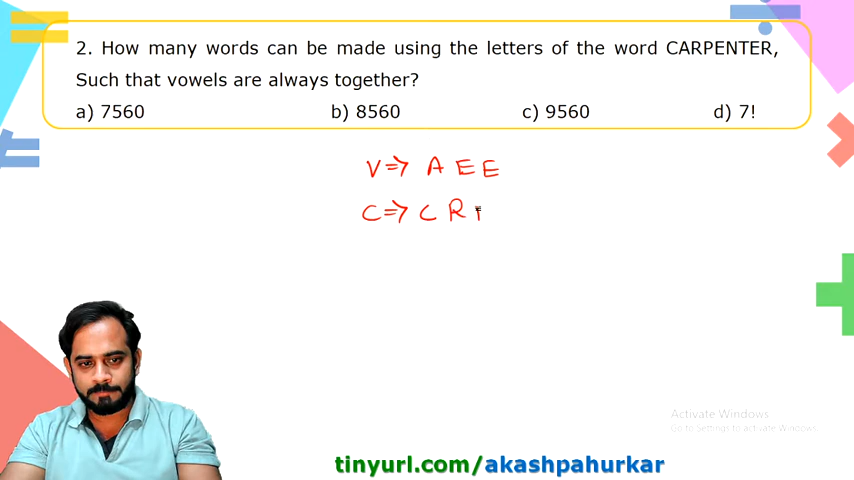 2. How many words can be made using the letters of the word CARPENTER,
Such that vowels are always together?
a) 7560 b) 8560 c) 9560 d) 7!
V ⇒ A E E
C ⇒ C R
Activate Windows
Go to Settings to activate Windows.
tinyurl.com/akashpahurkar